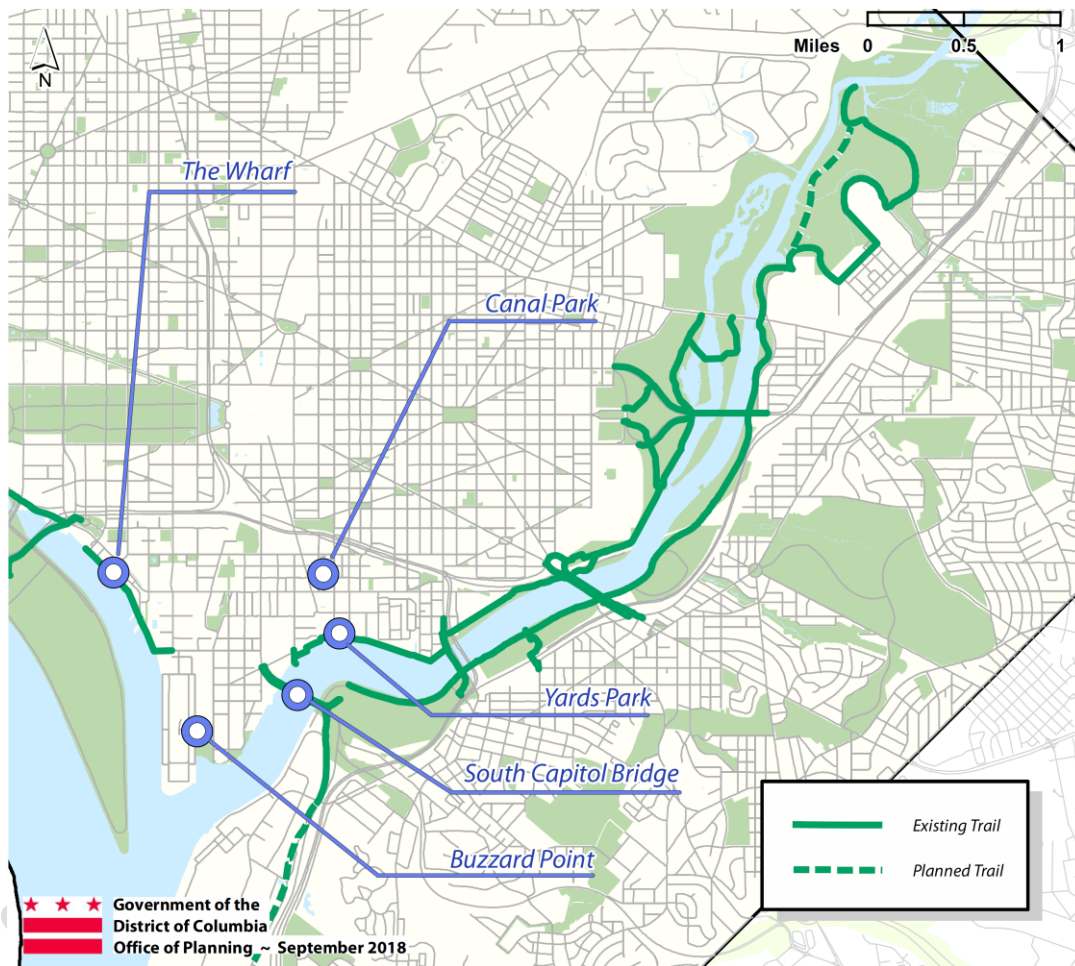 Miles 0 0.5 1
N
The Wharf
Canal Park
Yards Park
South Capitol Bridge
Buzzard Point
Existing Trail
Planned Trail
Government of the
District of Columbia
Office of Planning ~ September 2018